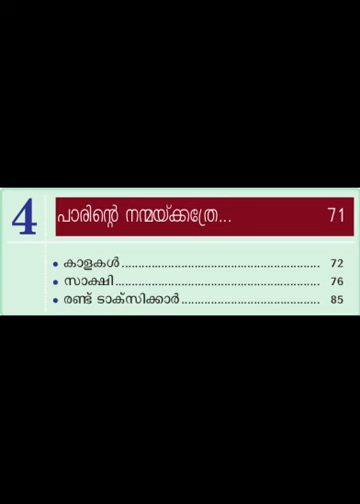 4 പാരിന്റെ നന്മയ്ക്കത്രേ... 71
• കാളകൾ........................................................... 72
• സാക്ഷി............................................................. 76
• രണ്ട് ടാക്സിക്കാർ.......................................... 85